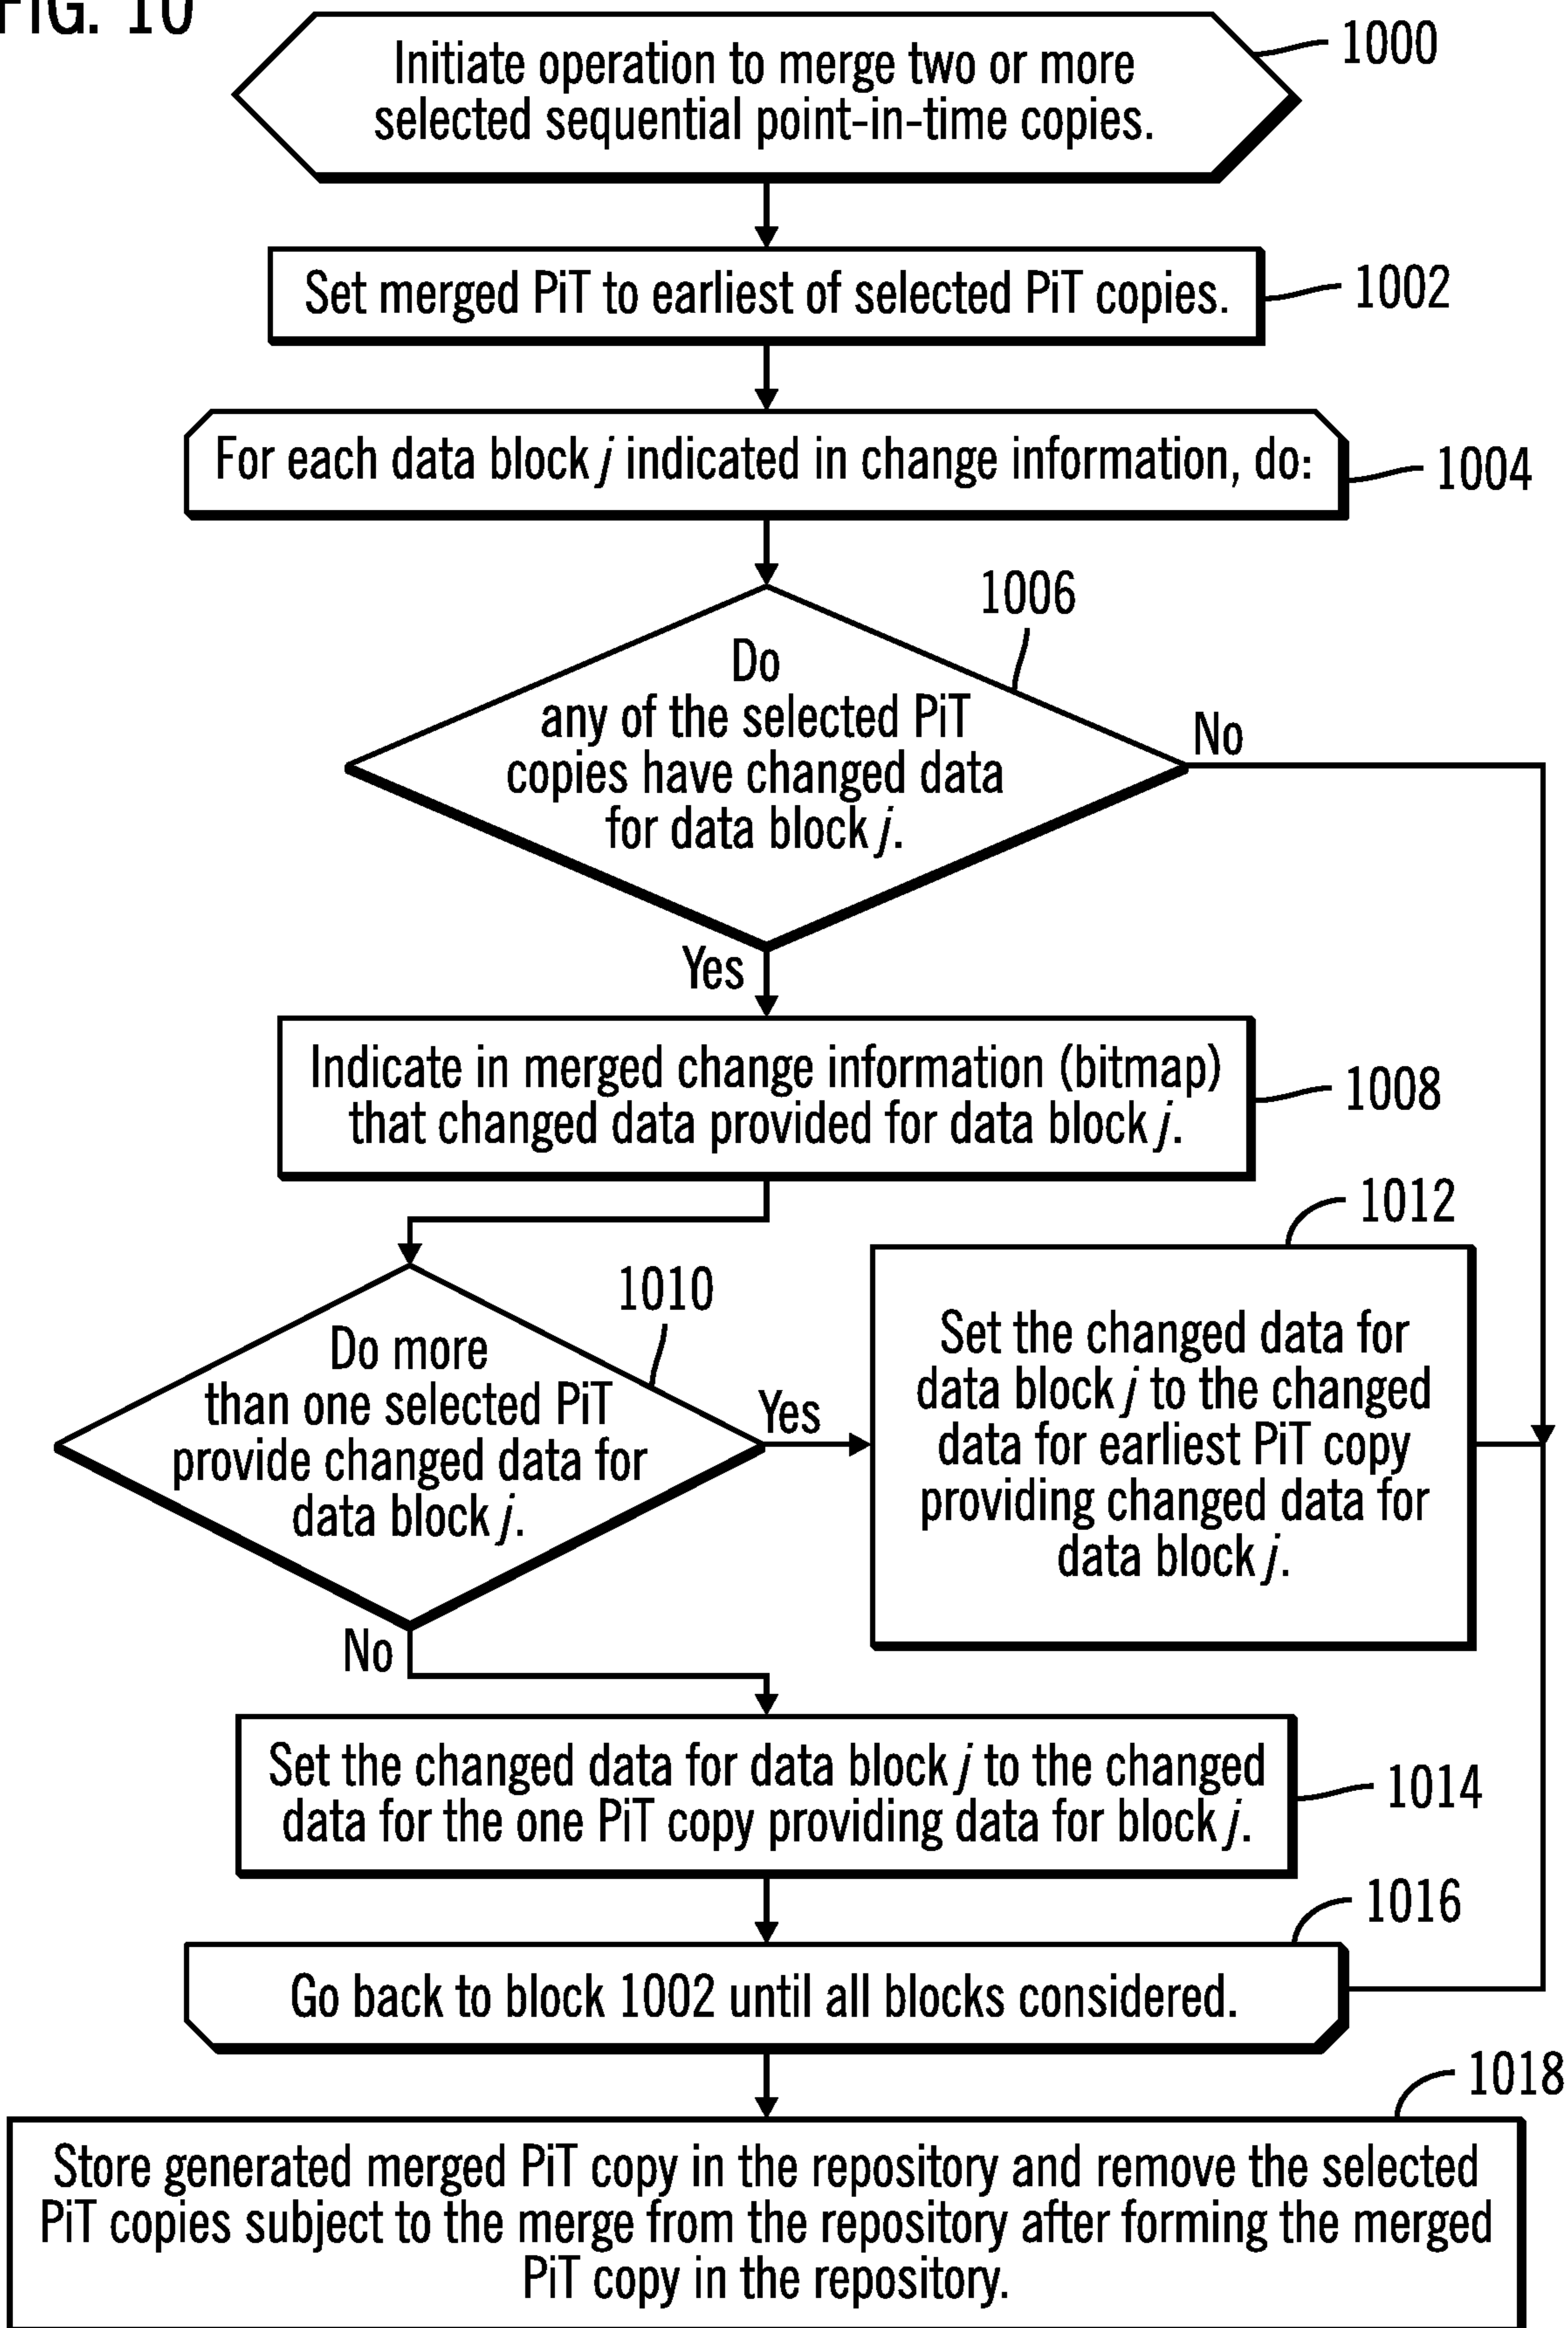 FIG. 10
Initiate operation to merge two or more
selected sequential point-in-time copies.
1000
Set merged PiT to earliest of selected PiT copies.
1002
For each data block j indicated in change information, do:
1004
1006
Do
any of the selected PiT
copies have changed data
for data block j.
No
Yes
Indicate in merged change information (bitmap)
that changed data provided for data block j.
1008
1012
1010
Do more
than one selected PiT
provide changed data for
data block j.
Yes
Set the changed data for
data block j to the changed
data for earliest PiT copy
providing changed data for
data block j.
No
Set the changed data for data block j to the changed
data for the one PiT copy providing data for block j.
1014
1016
Go back to block 1002 until all blocks considered.
1018
Store generated merged PiT copy in the repository and remove the selected
PiT copies subject to the merge from the repository after forming the merged
PiT copy in the repository.